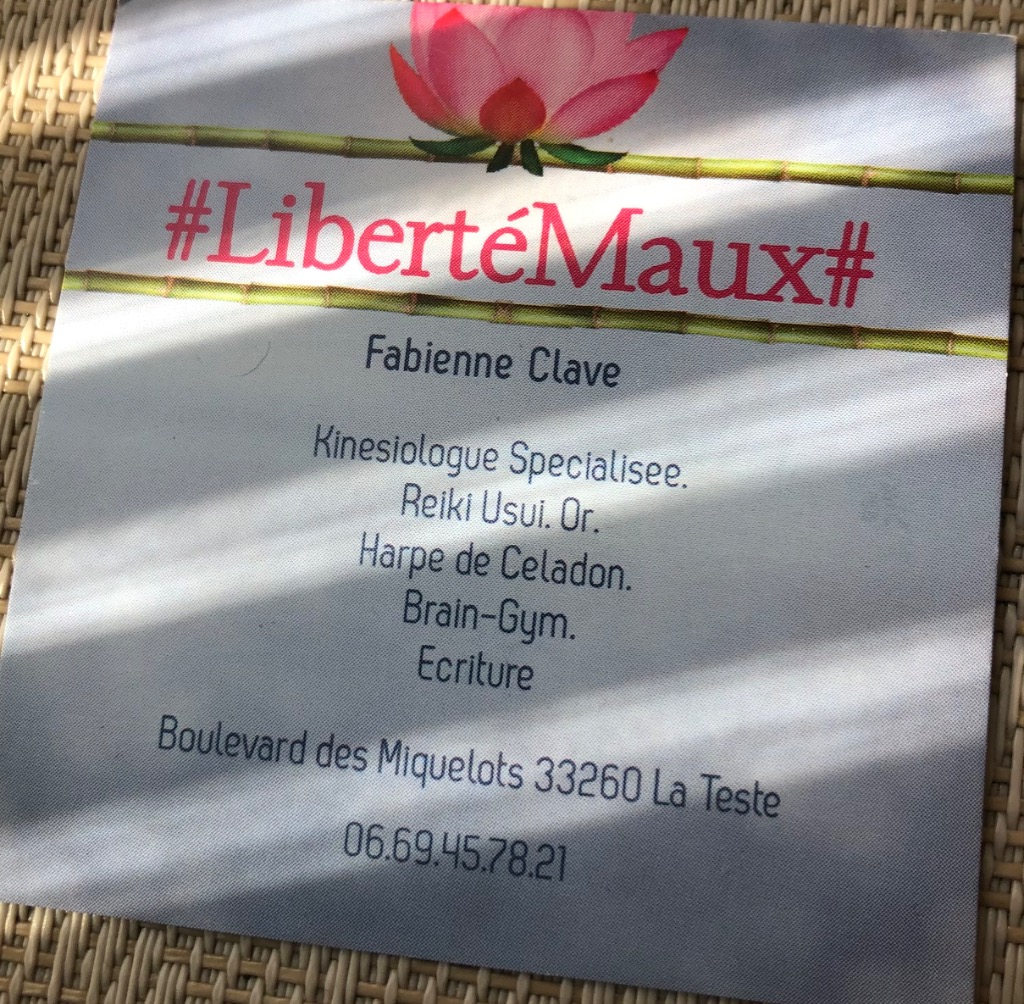 #LibertéMaux#
Fabienne Clave
Kinesiologue Specialisee.
Reiki Usui. Or.
Harpe de Celadon.
Brain-Gym.
Ecriture
Boulevard des Miquelots 33260 La Teste
06.69.45.78.21